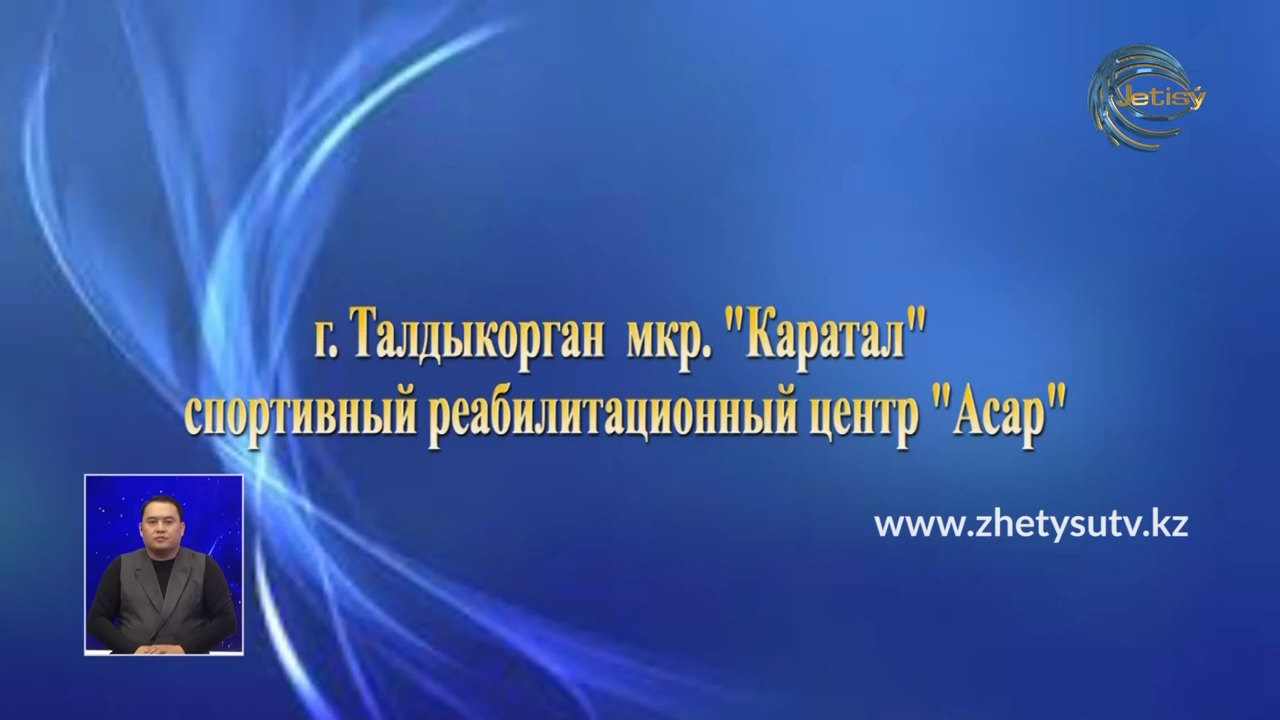 Jetisý
г. Талдыкорган мкр. "Каратал"
спортивный реабилитационный центр "Асар"
www.zhetysutv.kz